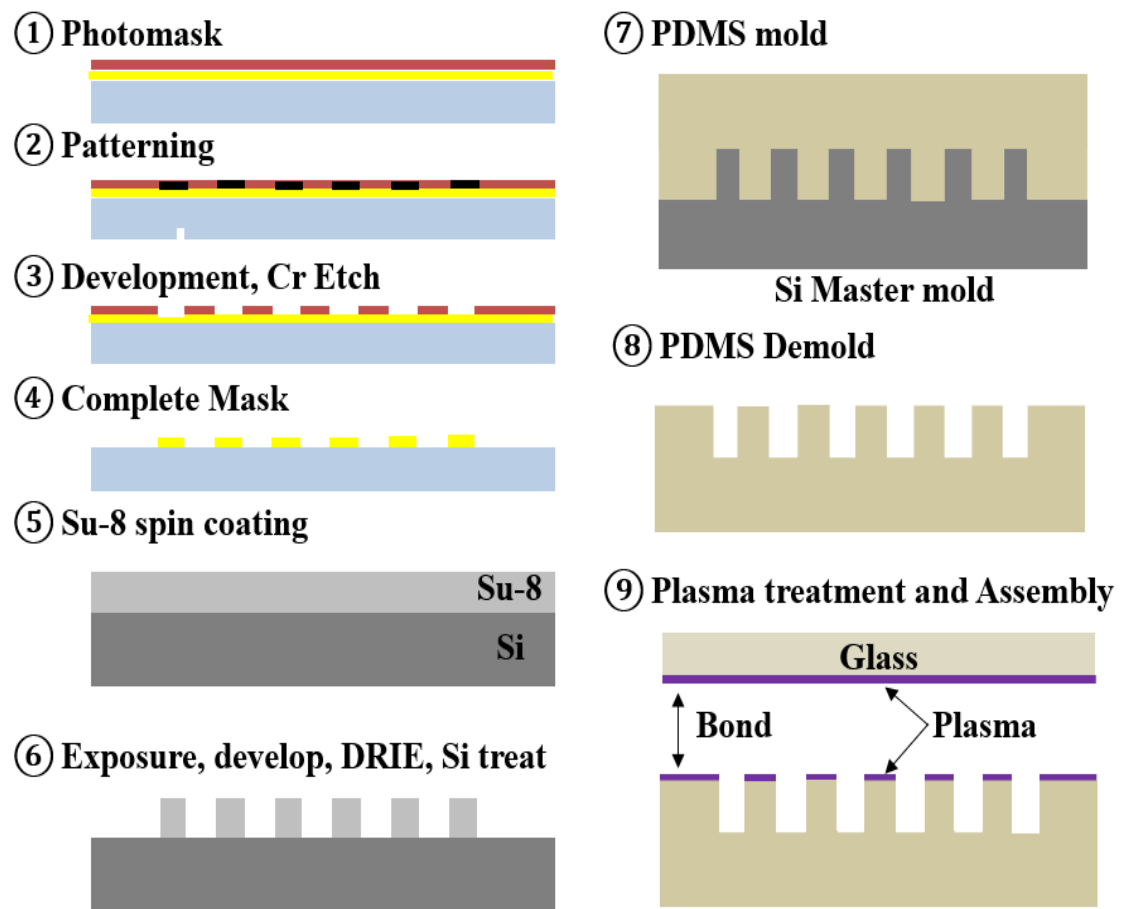 ① Photomask
② Patterning
③ Development, Cr Etch
④ Complete Mask
⑤ Su-8 spin coating
Su-8
Si
⑥ Exposure, develop, DRIE, Si treat
⑦ PDMS mold
Si Master mold
⑧ PDMS Demold
⑨ Plasma treatment and Assembly
Glass
Bond
Plasma